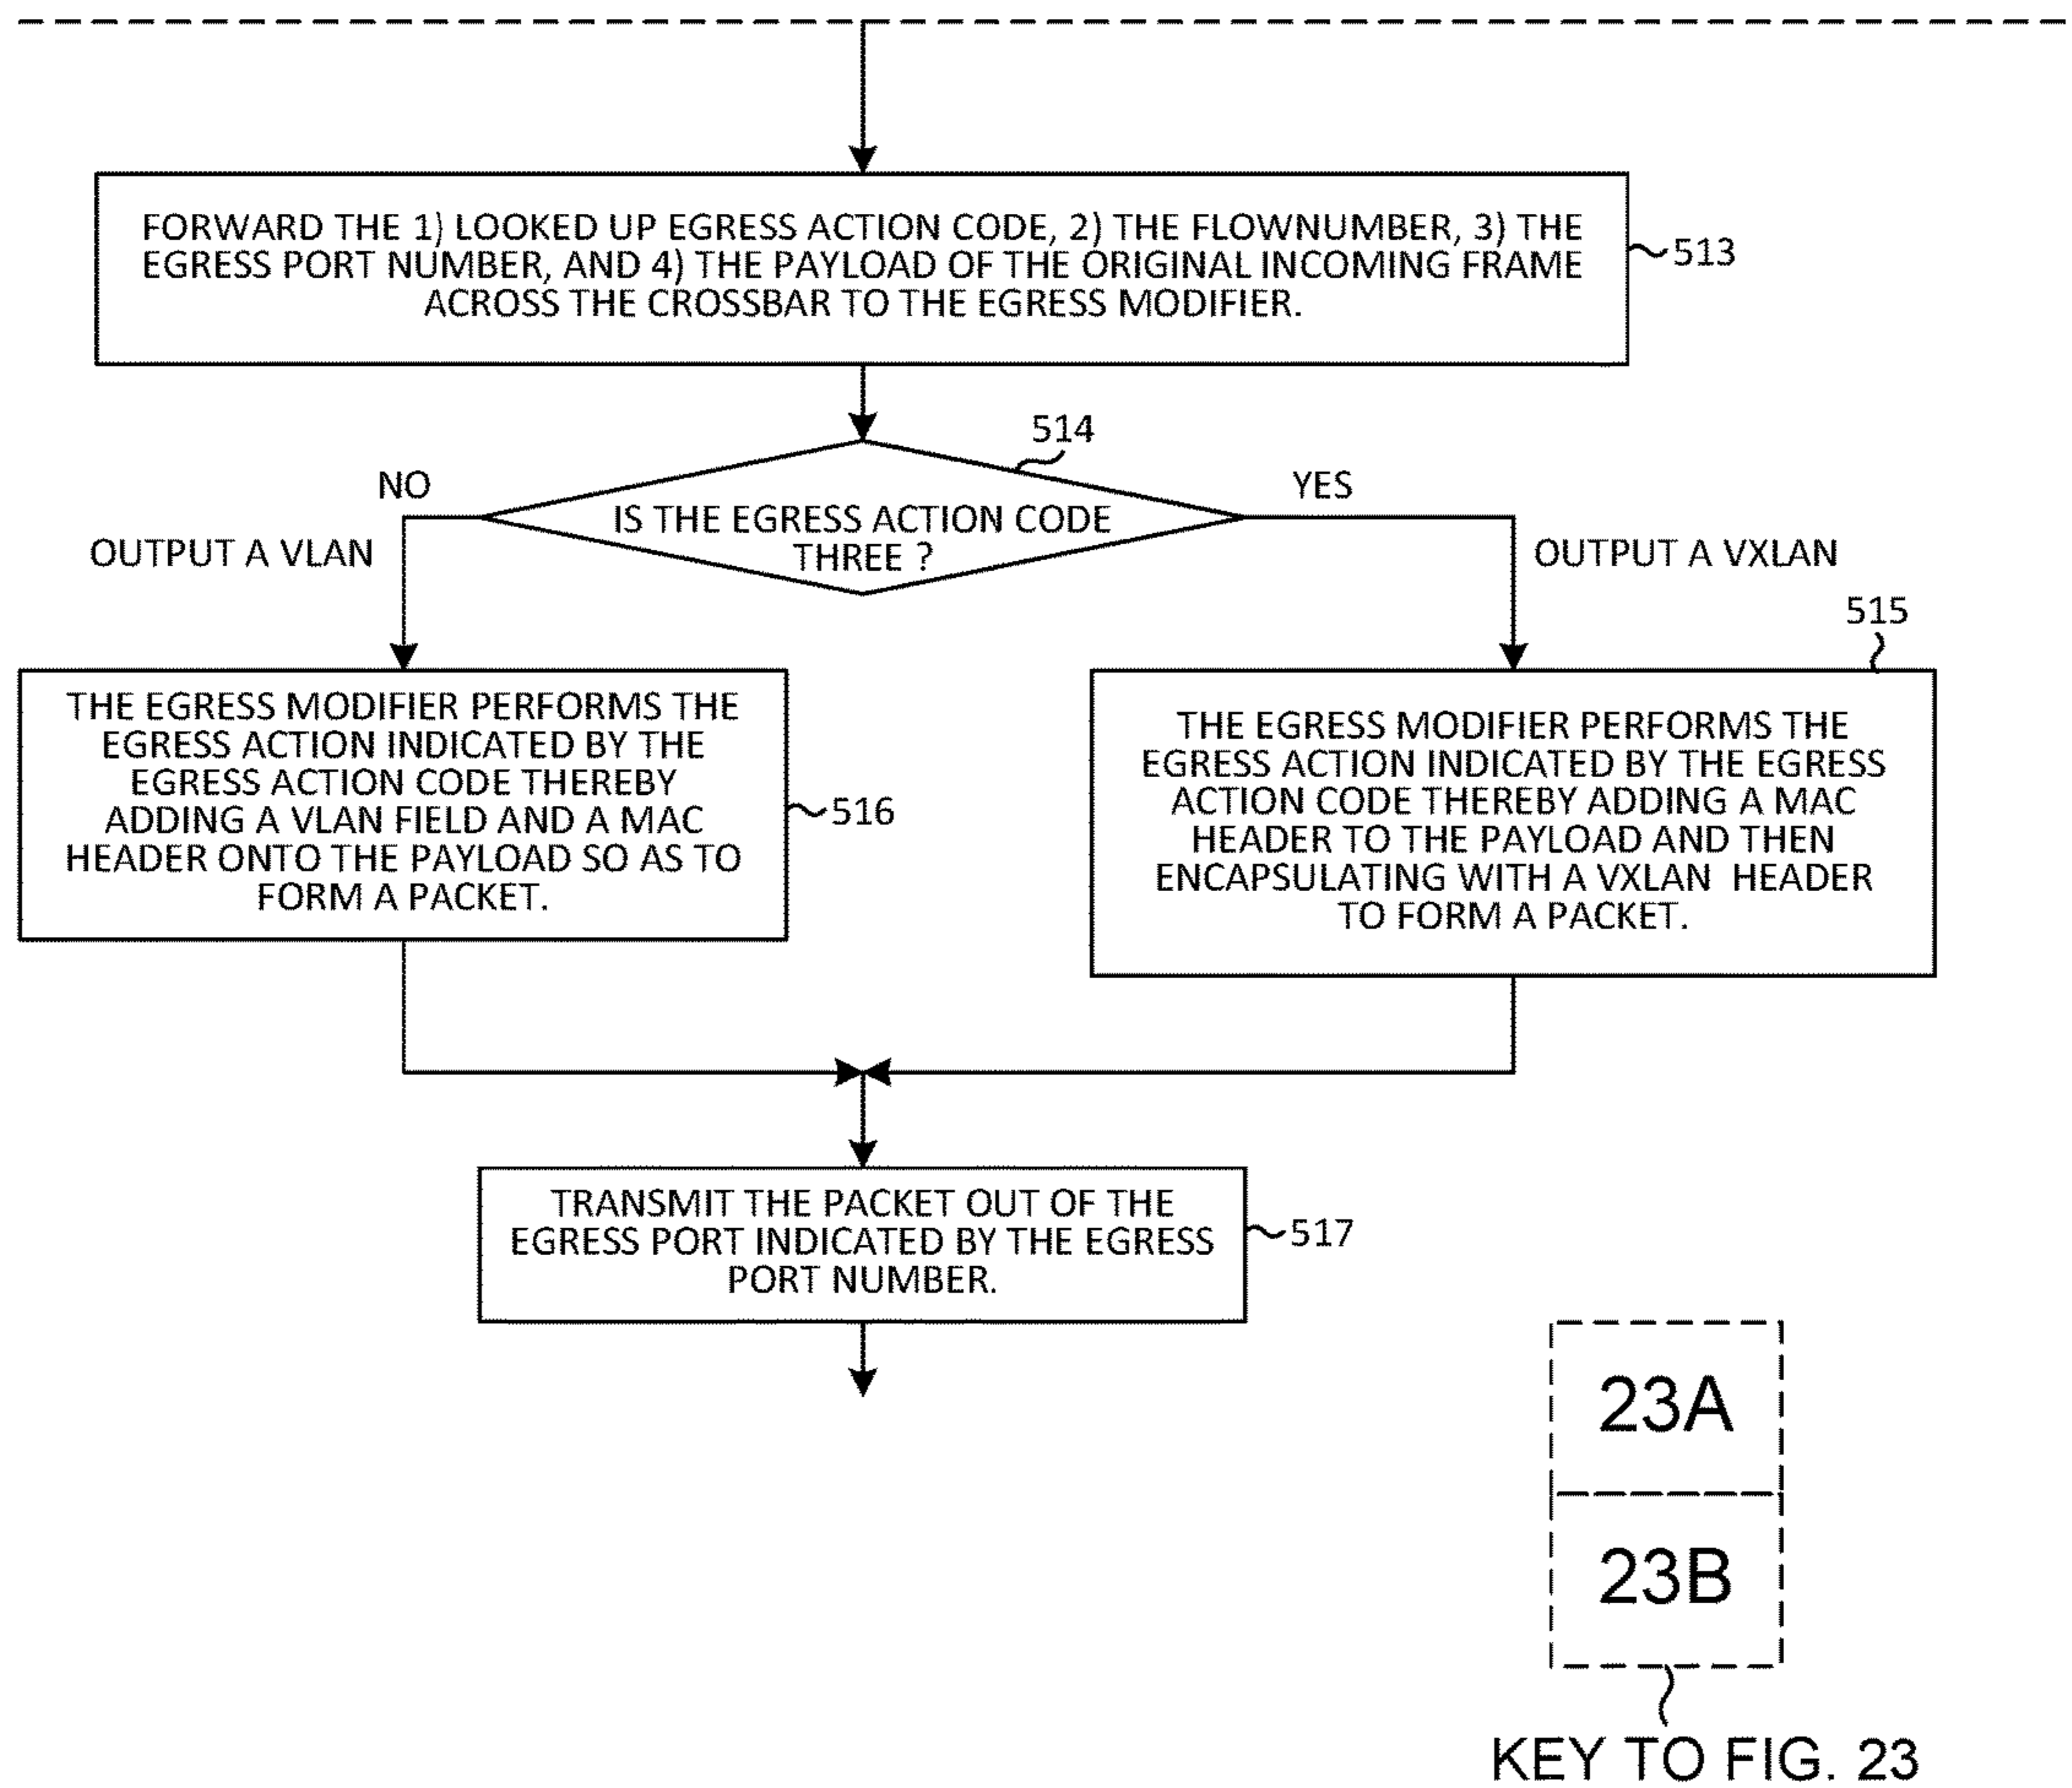 FORWARD THE 1) LOOKED UP EGRESS ACTION CODE, 2) THE FLOWNUMBER, 3) THE
EGRESS PORT NUMBER, AND 4) THE PAYLOAD OF THE ORIGINAL INCOMING FRAME
ACROSS THE CROSSBAR TO THE EGRESS MODIFIER.
513
514
NO
YES
IS THE EGRESS ACTION CODE
THREE ?
OUTPUT A VLAN
OUTPUT A VXLAN
515
THE EGRESS MODIFIER PERFORMS THE
EGRESS ACTION INDICATED BY THE
EGRESS ACTION CODE THEREBY
ADDING A VLAN FIELD AND A MAC
HEADER ONTO THE PAYLOAD SO AS TO
FORM A PACKET.
516
THE EGRESS MODIFIER PERFORMS THE
EGRESS ACTION INDICATED BY THE EGRESS
ACTION CODE THEREBY ADDING A MAC
HEADER TO THE PAYLOAD AND THEN
ENCAPSULATING WITH A VXLAN HEADER
TO FORM A PACKET.
TRANSMIT THE PACKET OUT OF THE
EGRESS PORT INDICATED BY THE EGRESS
PORT NUMBER.
517
23A
23B
KEY TO FIG. 23